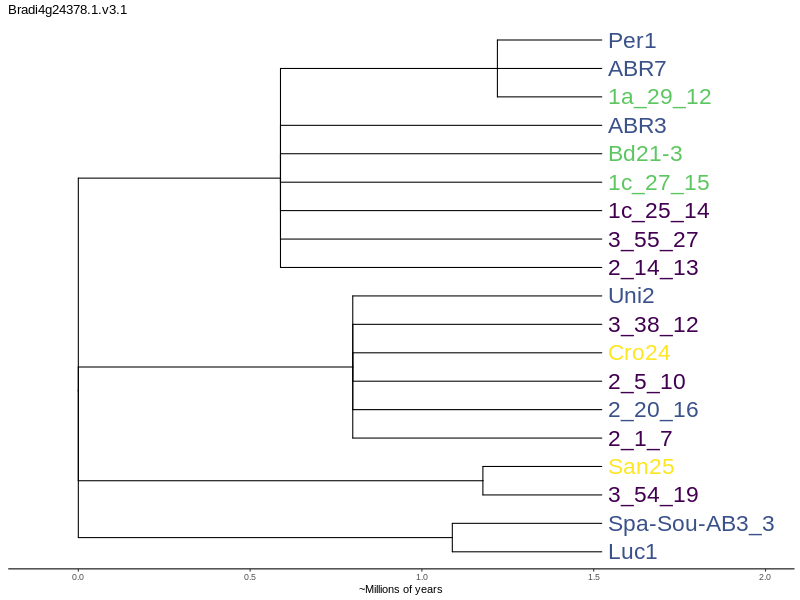 Bradi4g24378.1.v3.1
Per1
ABR7
1a_29_12
ABR3
Bd21-3
1c_27_15
1c_25_14
3_55_27
2_14_13
Uni2
3_38_12
Cro24
2_5_10
2_20_16
2_1_7
San25
3_54_19
Spa-Sou-AB3_3
Luc1
0.0 0.5 1.0 1.5 2.0
~Millions of years